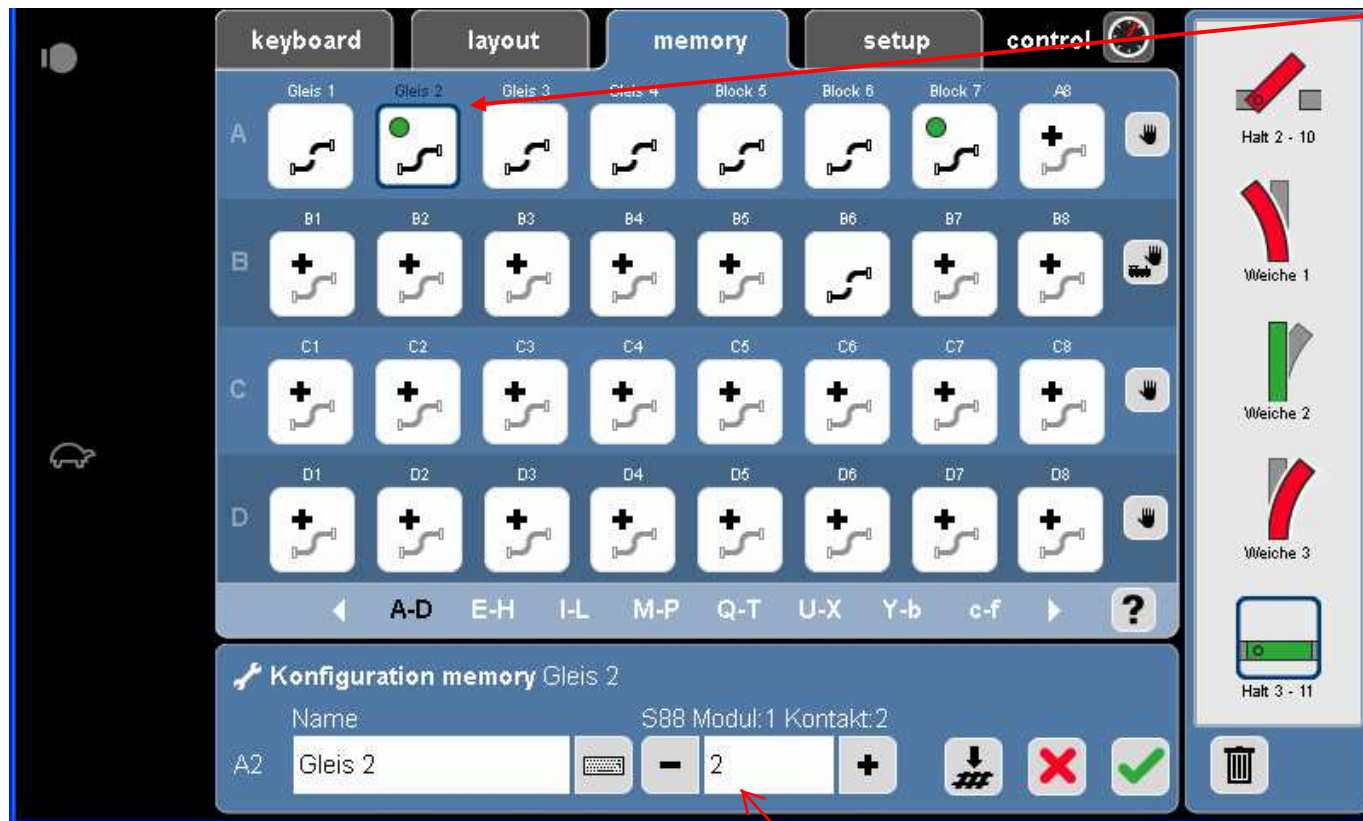 keyboard layout memory setup control
Gleis 1 Gleis 2 Gleis 3 Gleis 4 Block 5 Block 6 Block 7 A8
A
B1 B2 B3 B4 B5 B6 B7 B8
B
C1 C2 C3 C4 C5 C6 C7 C8
C
D1 D2 D3 D4 D5 D6 D7 D8
D
A-D E-H I-L M-P Q-T U-X Y-b c-f ?
Konfiguration memory Gleis 2
Name S88 Modul:1 Kontakt:2
A2 Gleis 2 2
Halt 2 - 10
Weiche 1
Weiche 2
Weiche 3
Halt 3 - 11